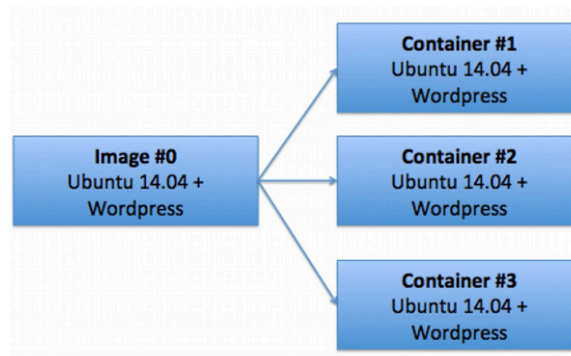 Container #1
Ubuntu 14.04 +
Wordpress
Image #0
Ubuntu 14.04 +
Wordpress
Container #2
Ubuntu 14.04 +
Wordpress
Container #3
Ubuntu 14.04 +
Wordpress